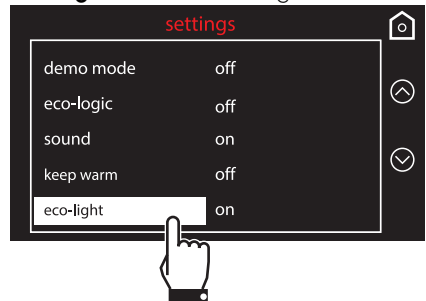 settings
demo mode off
eco-logic off
sound on
keep warm off
eco-light on